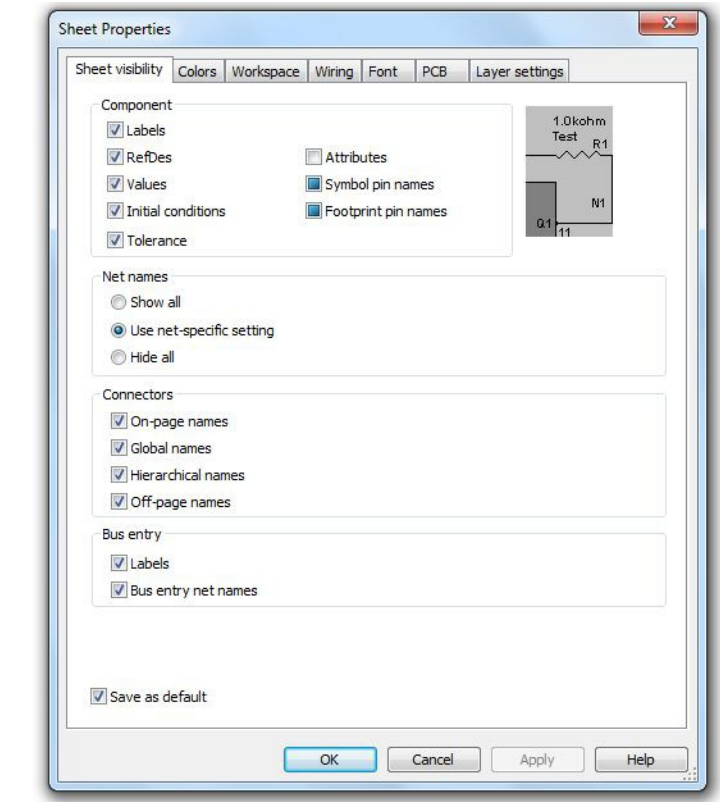 Sheet Properties
Sheet visibility Colors Workspace Wiring Font PCB Layer settings
Component
Labels
RefDes
Attributes
Values
Symbol pin names
Initial conditions
Footprint pin names
Tolerance
1.0kohm
Test
R1
N1
Q1
11
Net names
Show all
Use net-specific setting
Hide all
Connectors
On-page names
Global names
Hierarchical names
Off-page names
Bus entry
Labels
Bus entry net names
Save as default
OK Cancel Apply Help